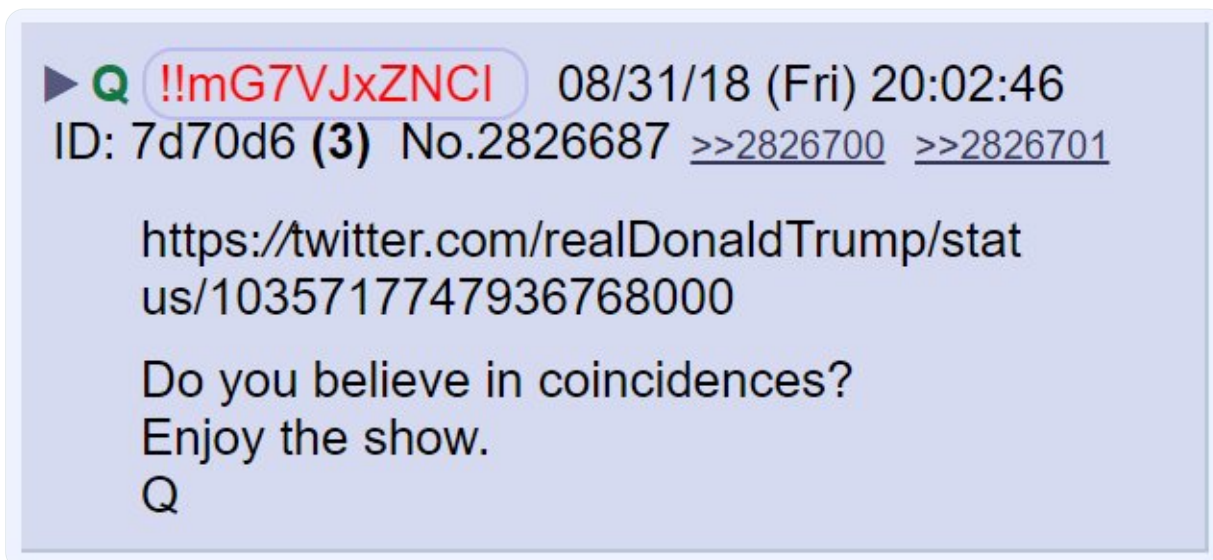 ▶ Q !!mG7VJxZNCI 08/31/18 (Fri) 20:02:46
ID: 7d70d6 (3) No.2826687 >>2826700 >>2826701
https://twitter.com/realDonaldTrump/stat
us/1035717747936768000
Do you believe in coincidences?
Enjoy the show.
Q